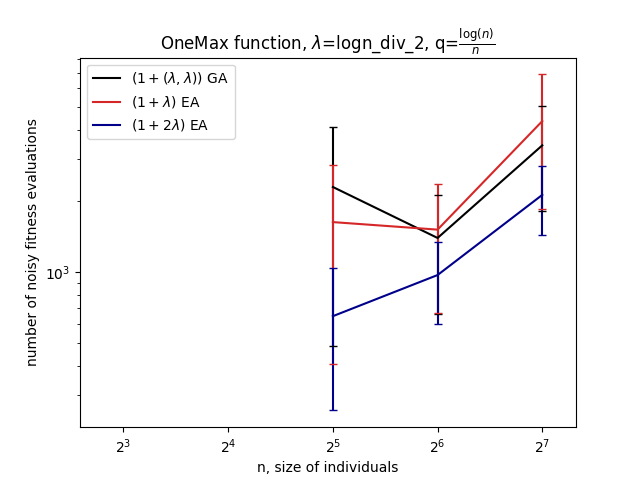 OneMax function, λ=logn_div_2, q=$\frac{\log(n)}{n}$
(1 + (λ, λ)) GA
(1 + λ) EA
(1 + 2λ) EA
number of noisy fitness evaluations
10³
2³ 2⁴ 2⁵ 2⁶ 2⁷
n, size of individuals